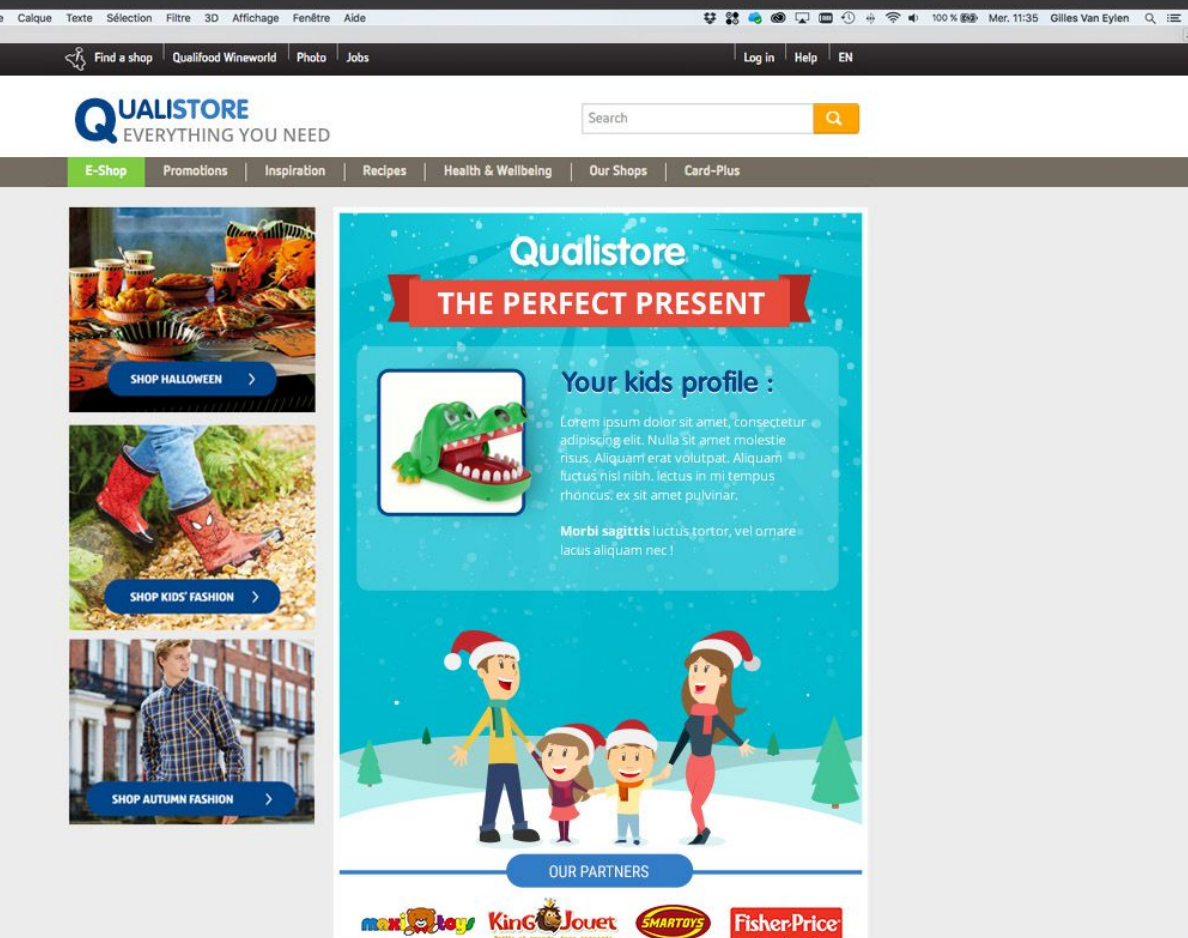 Calque Texte Sélection Filtre 3D Affichage Fenêtre Aide 100 % Mer. 11:35 Gilles Van Eylen
Find a shop Qualifood Wineworld Photo Jobs Log in Help EN
QUALISTORE
EVERYTHING YOU NEED
Search
E-Shop Promotions Inspiration Recipes Health & Wellbeing Our Shops Card-Plus
SHOP HALLOWEEN
SHOP KIDS' FASHION
SHOP AUTUMN FASHION
Qualistore
THE PERFECT PRESENT
Your kids profile :
Lorem ipsum dolor sit amet, consectetur
adipiscing elit. Nulla sit amet molestie
risus. Aliquam erat volutpat. Aliquam
luctus nisl nibh, lectus in mi tempus
rhoncus. ex sit amet pulvinar.
Morbi sagittis luctus tortor, vel ornare
lacus aliquam nec !
OUR PARTNERS
maxi toys King Jouet SMARTOYS Fisher-Price